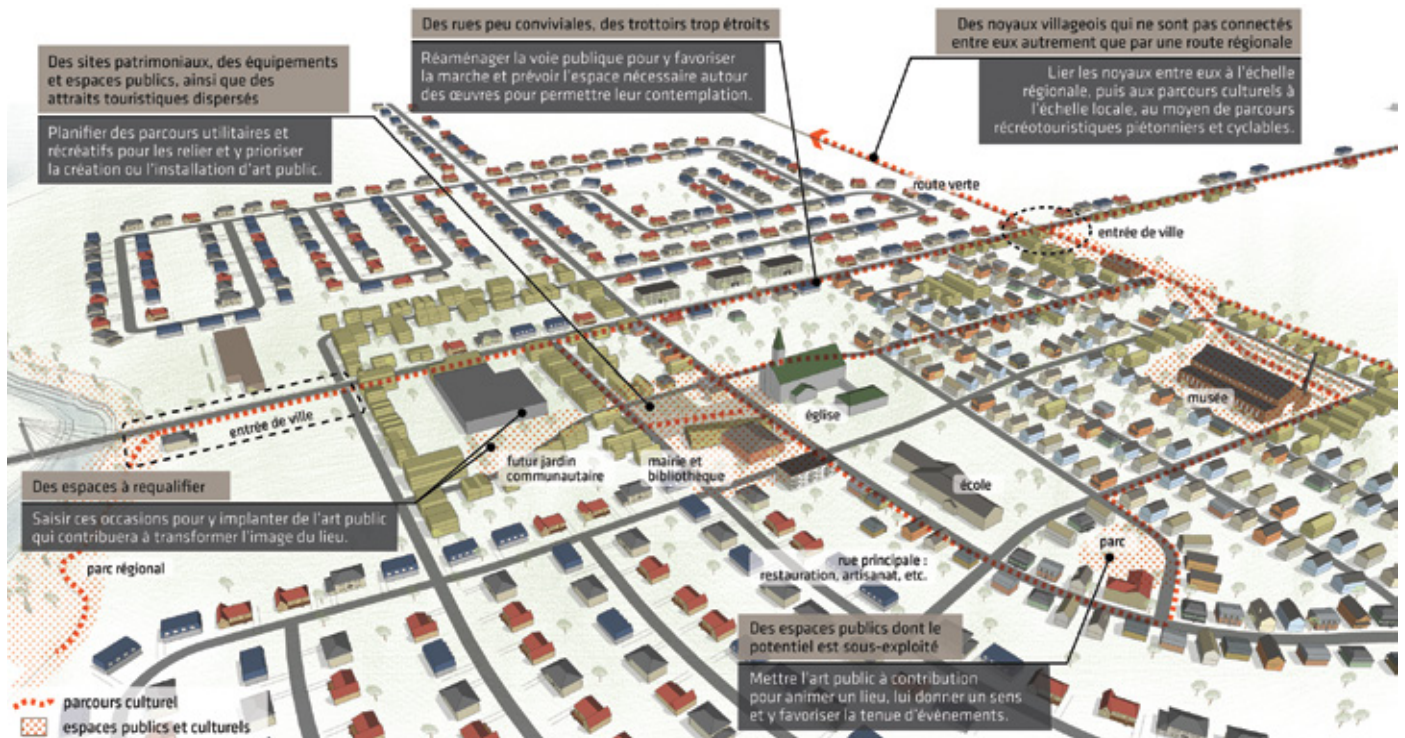 Des rues peu conviviales, des trottoirs trop étroits
Réaménager la voie publique pour y favoriser
la marche et prévoir l'espace nécessaire autour
des œuvres pour permettre leur contemplation.
Des noyaux villageois qui ne sont pas connectés
entre eux autrement que par une route régionale
Lier les noyaux entre eux à l'échelle
régionale, puis aux parcours culturels à
l'échelle locale, au moyen de parcours
récréotouristiques piétonniers et cyclables.
Des sites patrimoniaux, des équipements
et espaces publics, ainsi que des
attraits touristiques dispersés
Planifier des parcours utilitaires et
récréatifs pour les relier et y prioriser
la création ou l'installation d'art public.
route verte
entrée de ville
musée
église
entrée de ville
futur jardin
communautaire
mairie et
bibliothèque
école
Des espaces à requalifier
Saisir ces occasions pour y implanter de l'art public
qui contribuera à transformer l'image du lieu.
parc régional
parc
rue principale :
restauration, artisanat, etc.
Des espaces publics dont le
potentiel est sous-exploité
Mettre l'art public à contribution
pour animer un lieu, lui donner un sens
et y favoriser la tenue d'événements.
parcours culturel
espaces publics et culturels